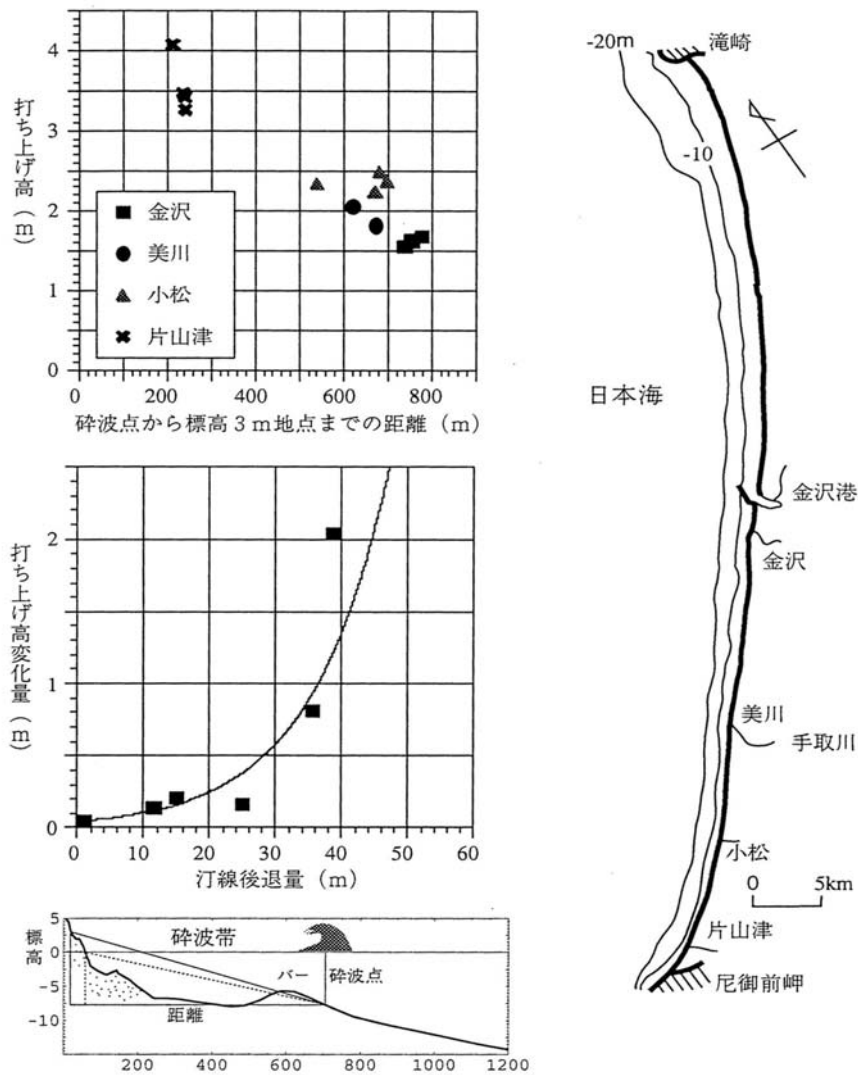 打ち上げ高（m）
4
3
2
1
0
■ 金沢
● 美川
▲ 小松
✖ 片山津
0 200 400 600 800
砕波点から標高３ｍ地点までの距離（m）
打ち上げ高変化量（m）
2
1
0
0 10 20 30 40 50 60
汀線後退量（m）
標高
5
0
-5
-10
砕波帯
バー
砕波点
距離
200 400 600 800 1000 1200
-20m
滝崎
-10
日本海
金沢港
金沢
美川
手取川
小松
0 5km
片山津
尼御前岬